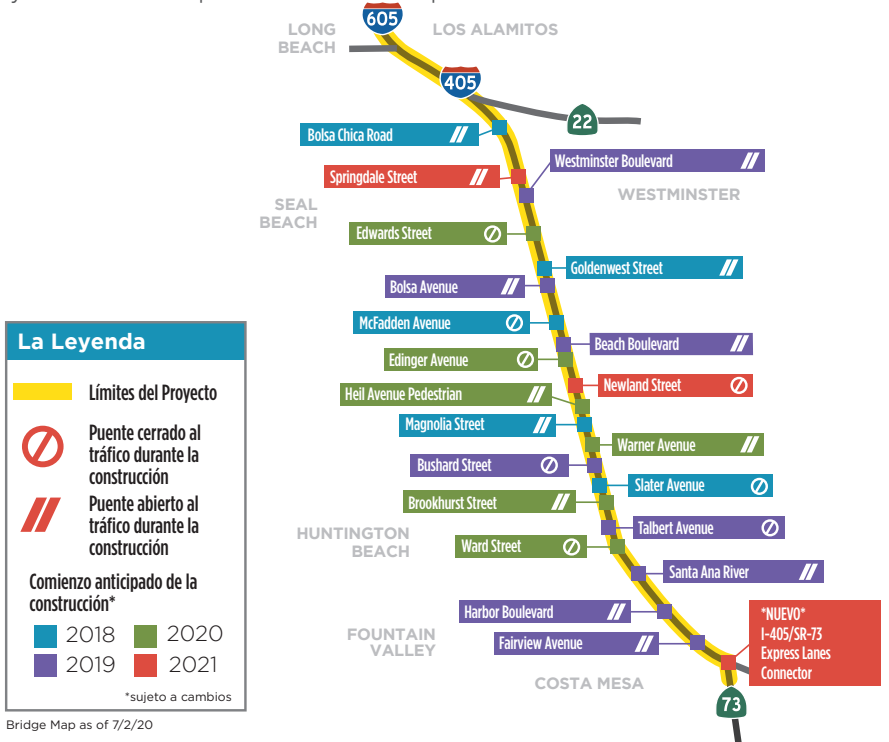 605
LONG
BEACH
LOS ALAMITOS
405
22
Bolsa Chica Road
Westminster Boulevard
Springdale Street
WESTMINSTER
SEAL
BEACH
Edwards Street
Goldenwest Street
Bolsa Avenue
McFadden Avenue
Beach Boulevard
Edinger Avenue
Newland Street
Heil Avenue Pedestrian
Magnolia Street
Warner Avenue
Bushard Street
Slater Avenue
Brookhurst Street
Talbert Avenue
HUNTINGTON
BEACH
Ward Street
Santa Ana River
Harbor Boulevard
FOUNTAIN
VALLEY
Fairview Avenue
*NUEVO*
I-405/SR-73
Express Lanes
Connector
COSTA MESA
73
La Leyenda
Límites del Proyecto
Puente cerrado al
tráfico durante la
construcción
Puente abierto al
tráfico durante la
construcción
Comienzo anticipado de la
construcción*
2018
2020
2019
2021
*sujeto a cambios
Bridge Map as of 7/2/20